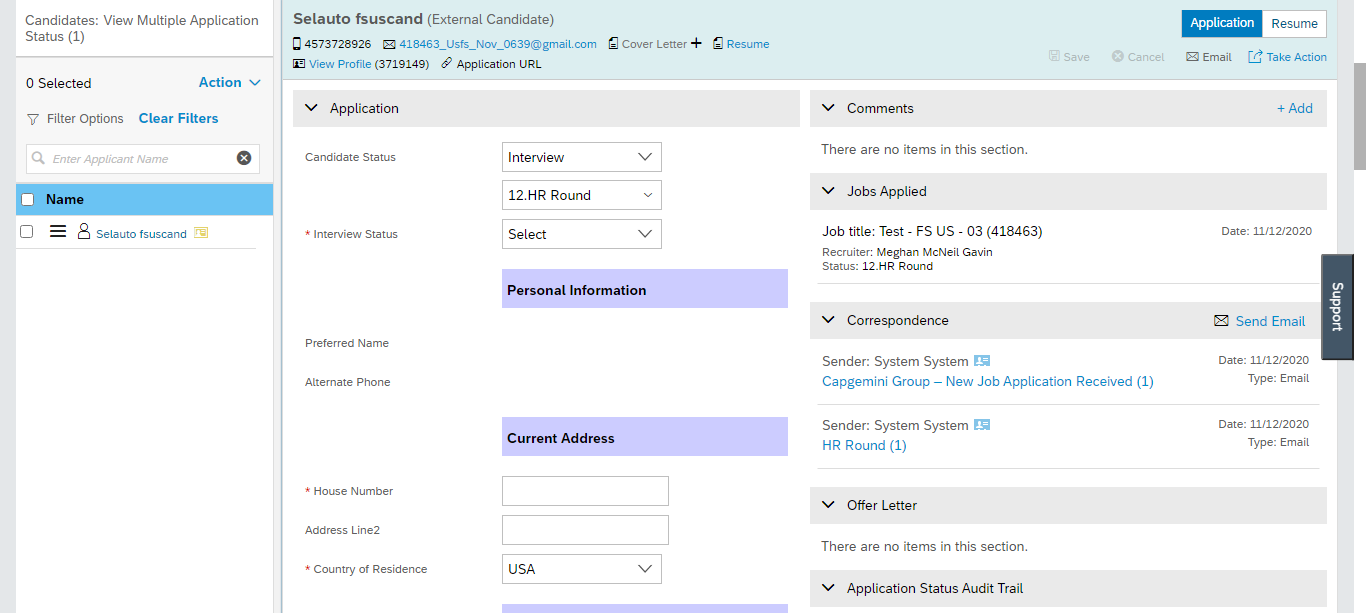 Candidates: View Multiple Application
Status (1)
0 Selected
Action
Filter Options Clear Filters
Enter Applicant Name
Name
Selauto fsuscand
Selauto fsuscand (External Candidate)
4573728926 418463_Usfs_Nov_0639@gmail.com Cover Letter + Resume
View Profile (3719149) Application URL
Application Resume
Save Cancel Email Take Action
Application
Candidate Status Interview
12.HR Round
* Interview Status Select
Personal Information
Preferred Name
Alternate Phone
Current Address
* House Number
Address Line2
* Country of Residence USA
Comments + Add
There are no items in this section.
Jobs Applied
Job title: Test - FS US - 03 (418463) Date: 11/12/2020
Recruiter: Meghan McNeil Gavin
Status: 12.HR Round
Correspondence Send Email
Sender: System System Date: 11/12/2020
Capgemini Group – New Job Application Received (1) Type: Email
Sender: System System Date: 11/12/2020
HR Round (1) Type: Email
Offer Letter
There are no items in this section.
Application Status Audit Trail
Support